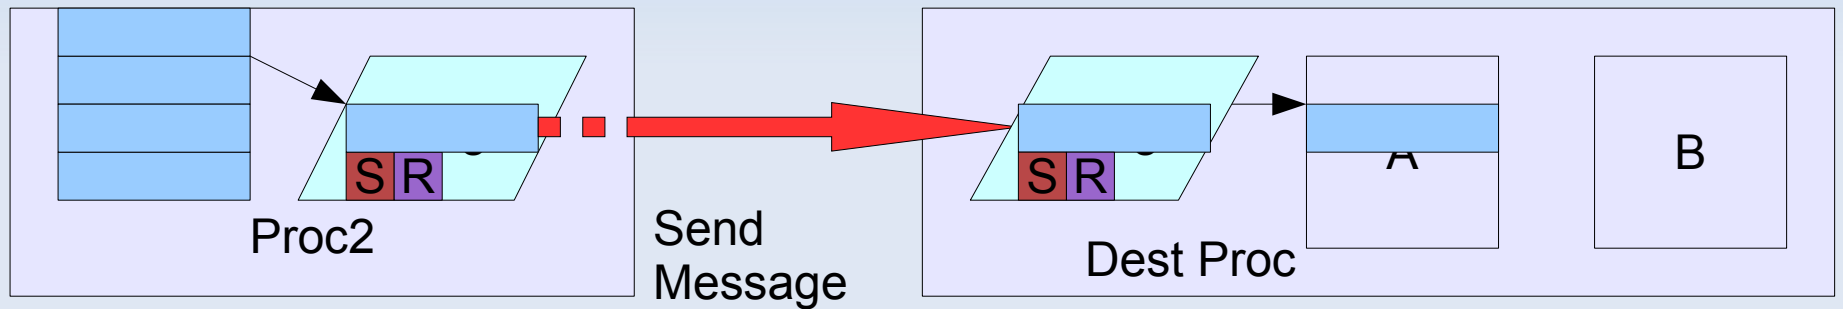 S R
Proc2
Send
Message
S R
Dest Proc
A
B